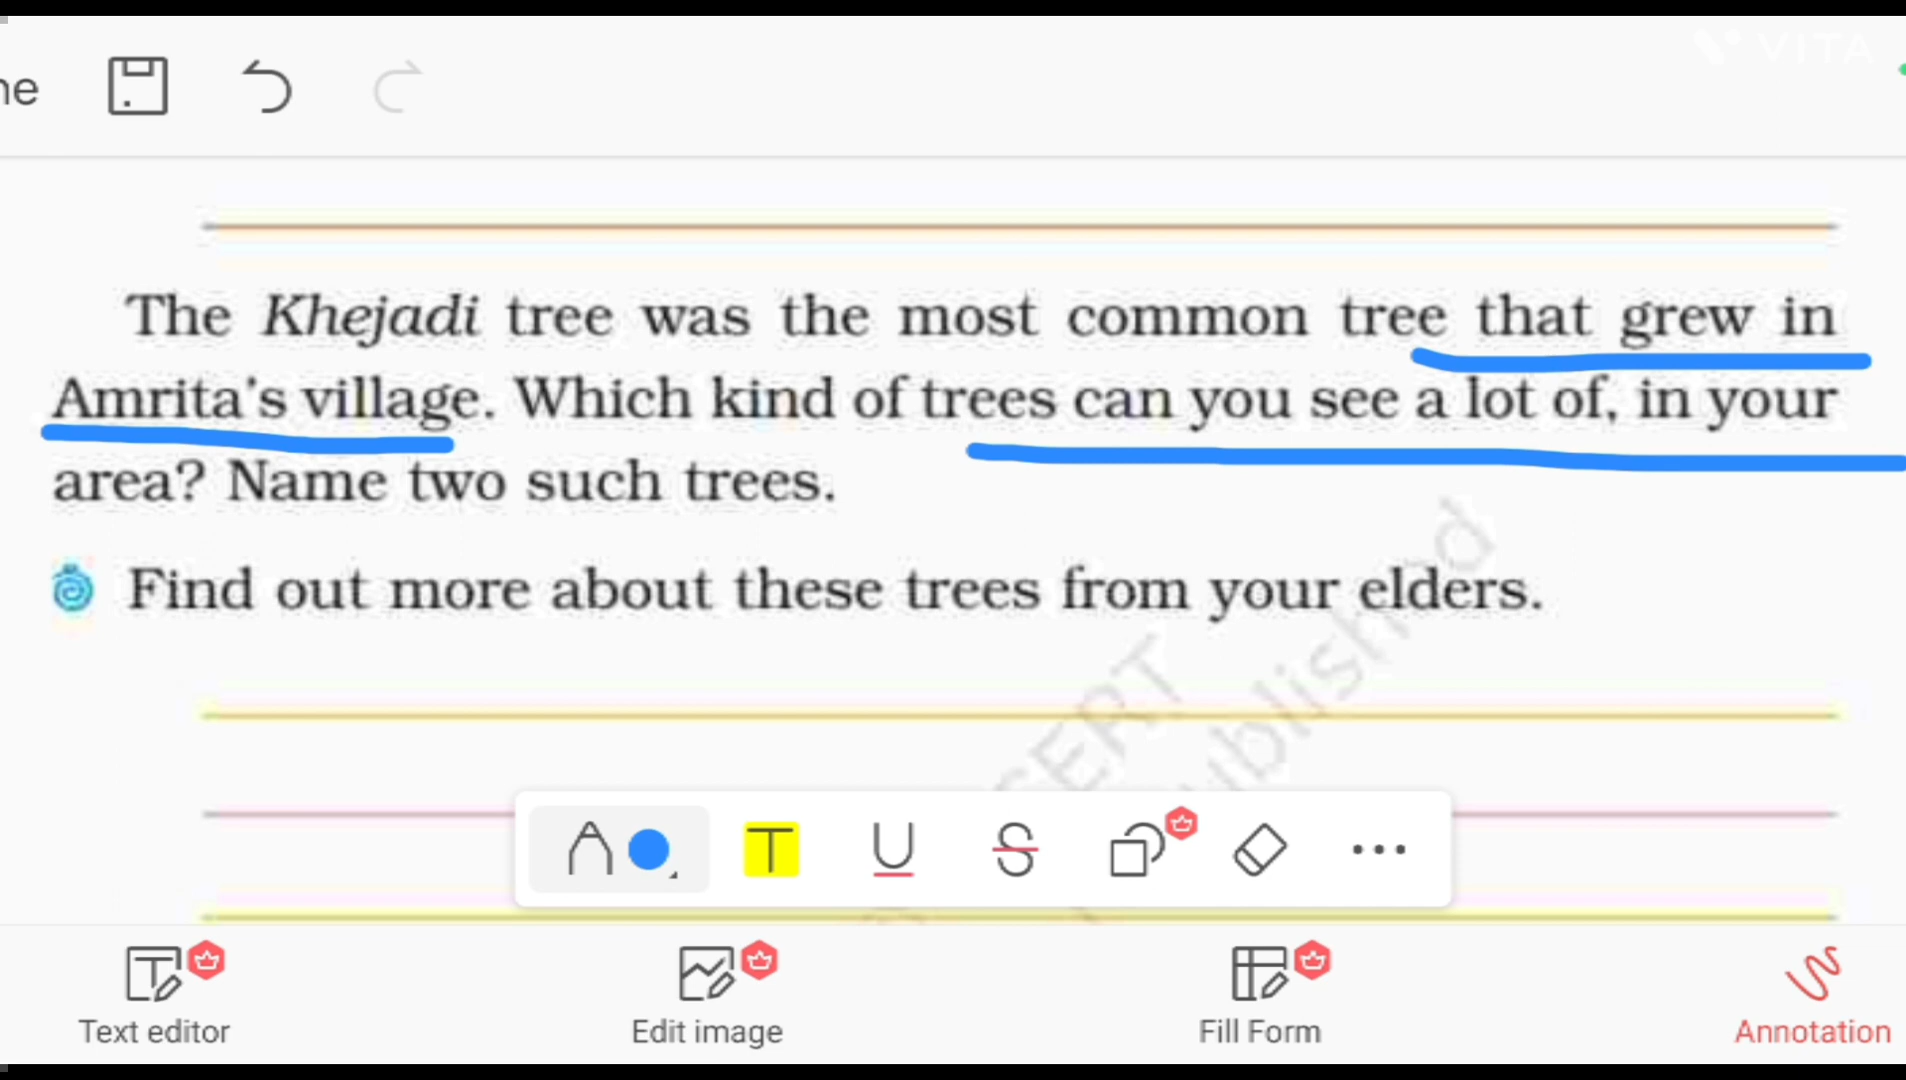 ne
VITA
The Khejadi tree was the most common tree that grew in
Amrita's village. Which kind of trees can you see a lot of, in your
area? Name two such trees.
Find out more about these trees from your elders.
Text editor
Edit image
Fill Form
Annotation